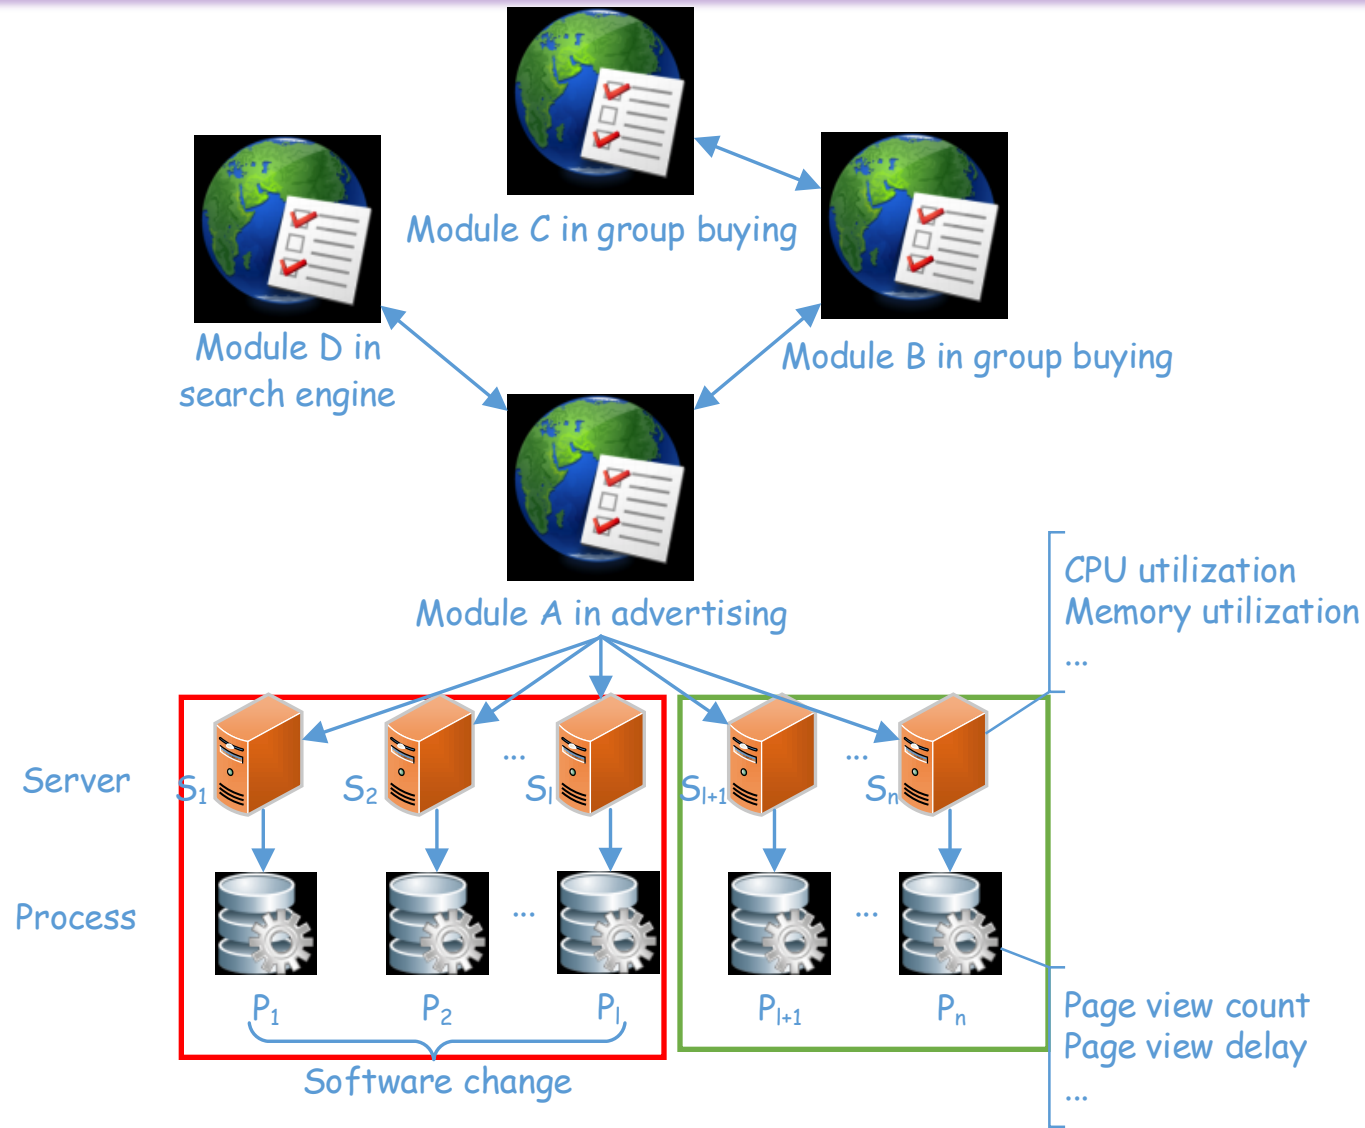 Module C in group buying
Module D in
search engine
Module B in group buying
Module A in advertising
CPU utilization
Memory utilization
...
Server
S1
S2
...
Sl
Sl+1
...
Sn
Process
...
...
P1
P2
Pl
Pl+1
Pn
Page view count
Page view delay
...
Software change